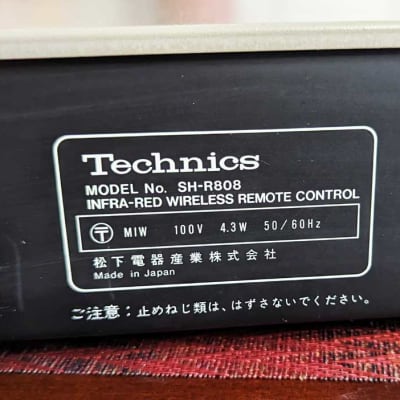 Technics
MODEL No. SH-R808
INFRA-RED WIRELESS REMOTE CONTROL
〒 MIW 100V 4.3W 50/60Hz
松下電器産業株式会社
Made in Japan
ご注意：止めねじ類は、はずさないでください。